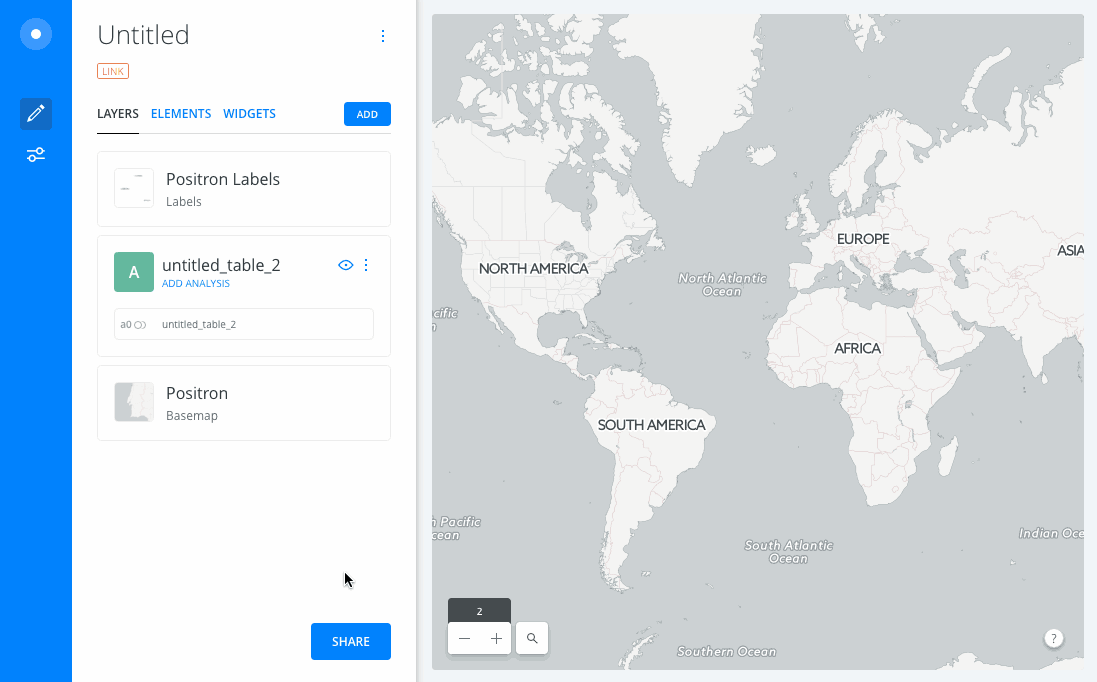 Untitled
LINK
LAYERS ELEMENTS WIDGETS ADD
Positron Labels
Labels
A
untitled_table_2
ADD ANALYSIS
a0
untitled_table_2
Positron
Basemap
SHARE
EUROPE
ASIA
NORTH AMERICA
North Atlantic
Ocean
cific
n
AFRICA
SOUTH AMERICA
h Pacific
cean
Indian Oce
South Atlantic
Ocean
2
Southern Ocean
?